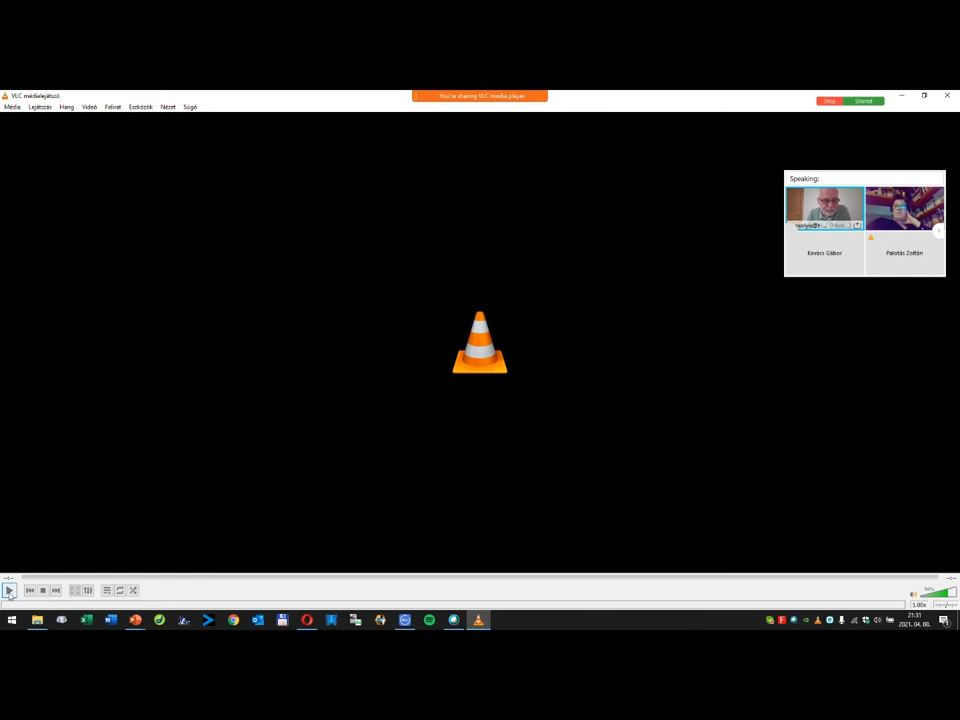 VLC médialejátszó
You're sharing VLC media player
Média Lejátszás Hang Videó Felirat Eszközök Nézet Súgó
Stop Shared
Speaking:
Kovács Gábor
Palotás Zoltán
--:--
--:--
94%
1.00x --:--/--:--
21:31
2021. 04. 08.